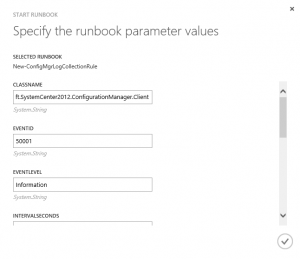 START RUNBOOK
Specify the runbook parameter values
SELECTED RUNBOOK
New-ConfigMgrLogCollectionRule
CLASSNAME
ft.SystemCenter2012.ConfigurationManager.Client
System.String
EVENTID
50001
System.String
EVENTLEVEL
Information
System.String
INTERVALSECONDS